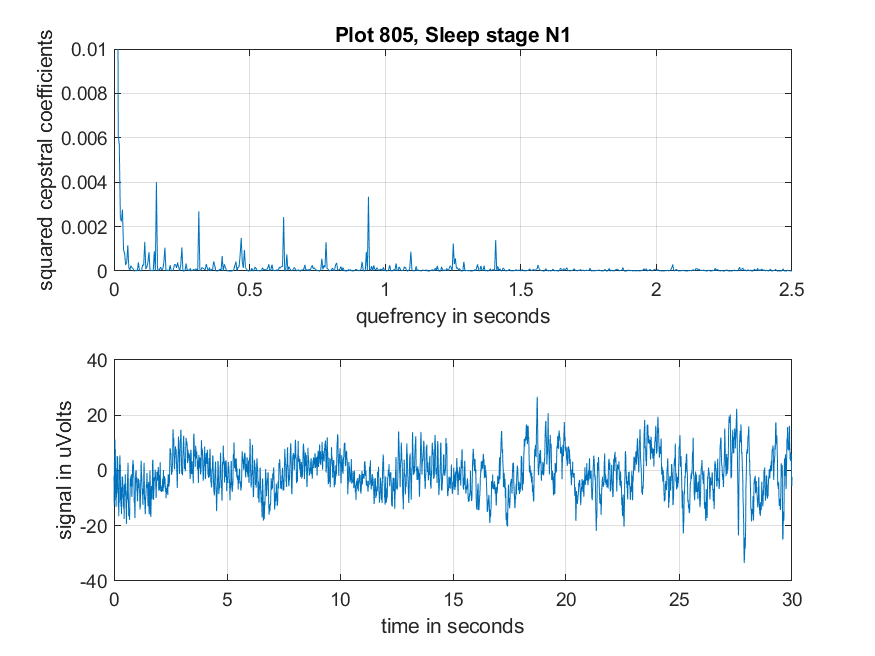 Plot 805, Sleep stage N1
squared cepstral coefficients
0.01
0.008
0.006
0.004
0.002
0
0 0.5 1 1.5 2 2.5
quefrency in seconds
signal in uVolts
40
20
0
-20
-40
0 5 10 15 20 25 30
time in seconds